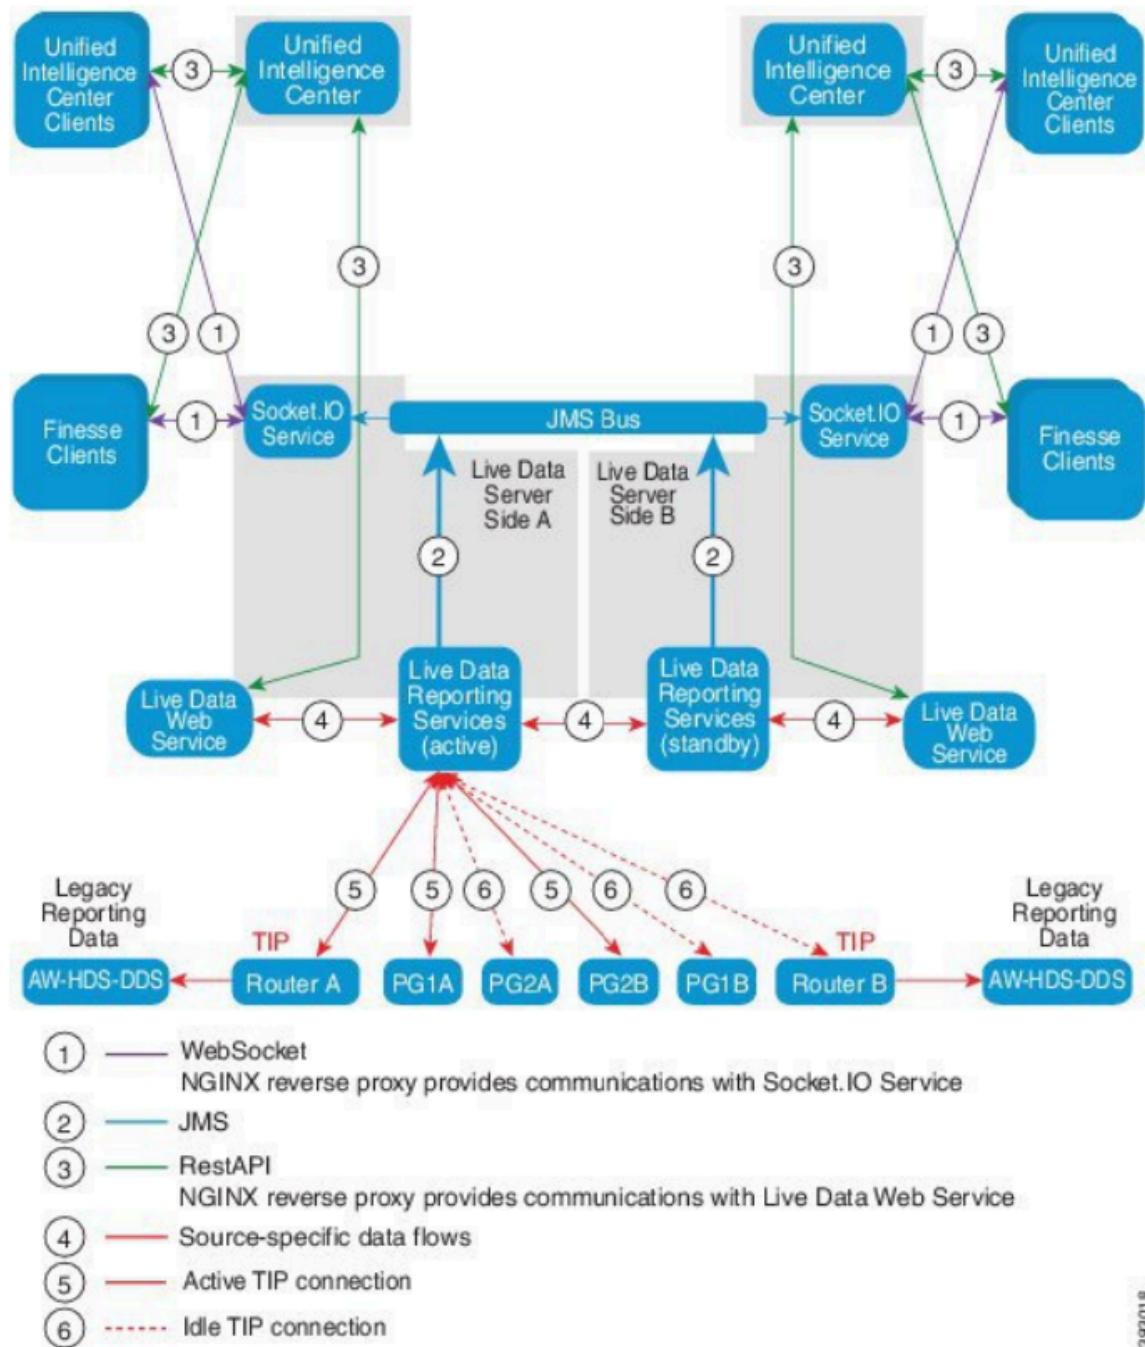 Unified
Intelligence
Center
Clients
3
Unified
Intelligence
Center
Unified
Intelligence
Center
3
Unified
Intelligence
Center
Clients
3
3
3
1
1
3
Finesse
Clients
1
Socket.IO
Service
JMS Bus
Socket.IO
Service
1
Finesse
Clients
Live Data
Server
Side A
Live Data
Server
Side B
2
2
Live Data
Web
Service
4
Live Data
Reporting
Services
(active)
4
Live Data
Reporting
Services
(standby)
4
Live Data
Web
Service
5
5
6
5
6
6
Legacy
Reporting
Data
TIP
TIP
Legacy
Reporting
Data
AW-HDS-DDS
Router A
PG1A
PG2A
PG2B
PG1B
Router B
AW-HDS-DDS
1 WebSocket
NGINX reverse proxy provides communications with Socket.IO Service
2 JMS
3 RestAPI
NGINX reverse proxy provides communications with Live Data Web Service
4 Source-specific data flows
5 Active TIP connection
6 Idle TIP connection